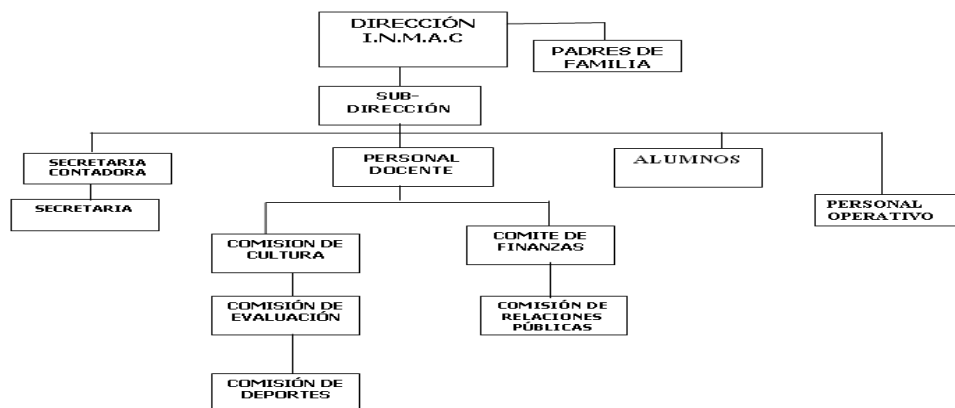 DIRECCIÓN
I.N.M.A.C
PADRES DE
FAMILIA
SUB-
DIRECCIÓN
SECRETARIA
CONTADORA
PERSONAL
DOCENTE
ALUMNOS
SECRETARIA
PERSONAL
OPERATIVO
COMISION DE
CULTURA
COMITE DE
FINANZAS
COMISIÓN DE
EVALUACIÓN
COMISIÓN DE
RELACIONES
PÚBLICAS
COMISIÓN DE
DEPORTES